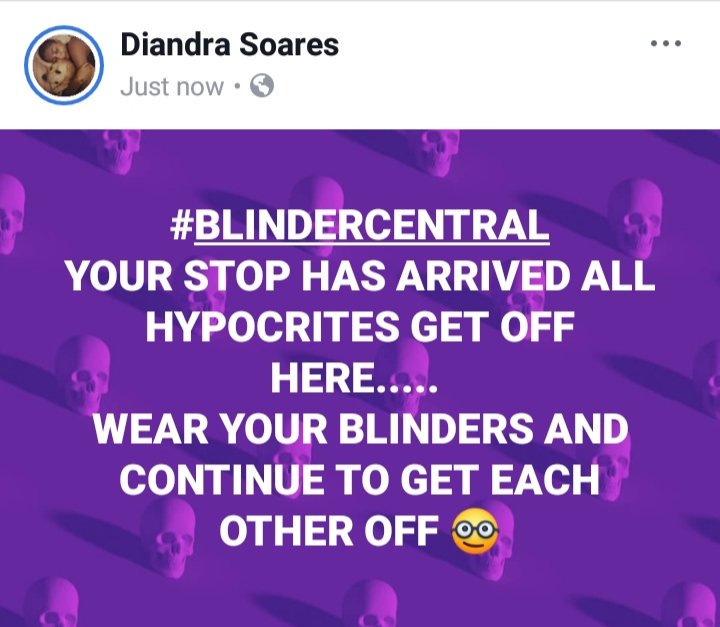 Diandra Soares
Just now •
#BLINDERCENTRAL
YOUR STOP HAS ARRIVED ALL
HYPOCRITES GET OFF
HERE.....
WEAR YOUR BLINDERS AND
CONTINUE TO GET EACH
OTHER OFF 🤓